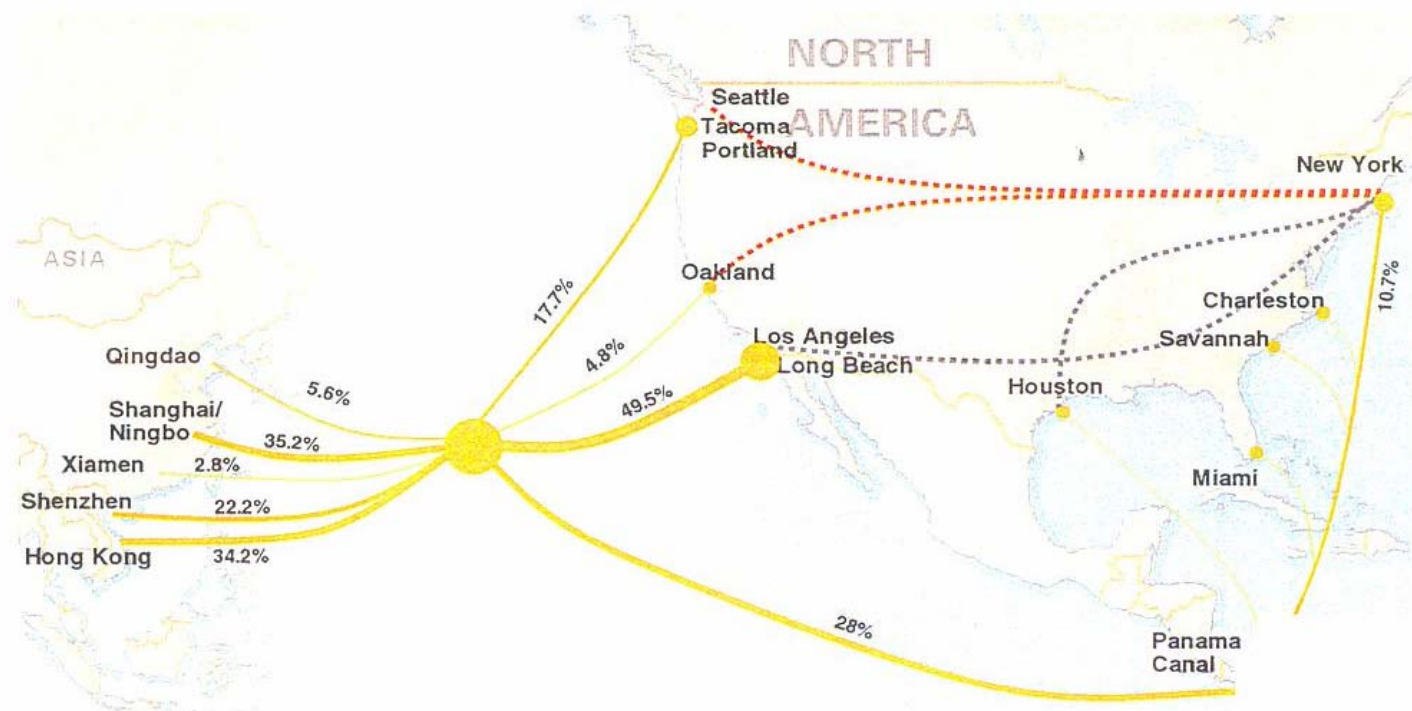 NORTH
AMERICA
Seattle
Tacoma
Portland
New York
ASIA
Oakland
17.7%
10.7%
Charleston
Los Angeles
Savannah
4.8%
Qingdao
Long Beach
Houston
5.6%
49.5%
Shanghai/
Ningbo
35.2%
Xiamen
2.8%
Miami
Shenzhen
22.2%
Hong Kong
34.2%
28%
Panama
Canal